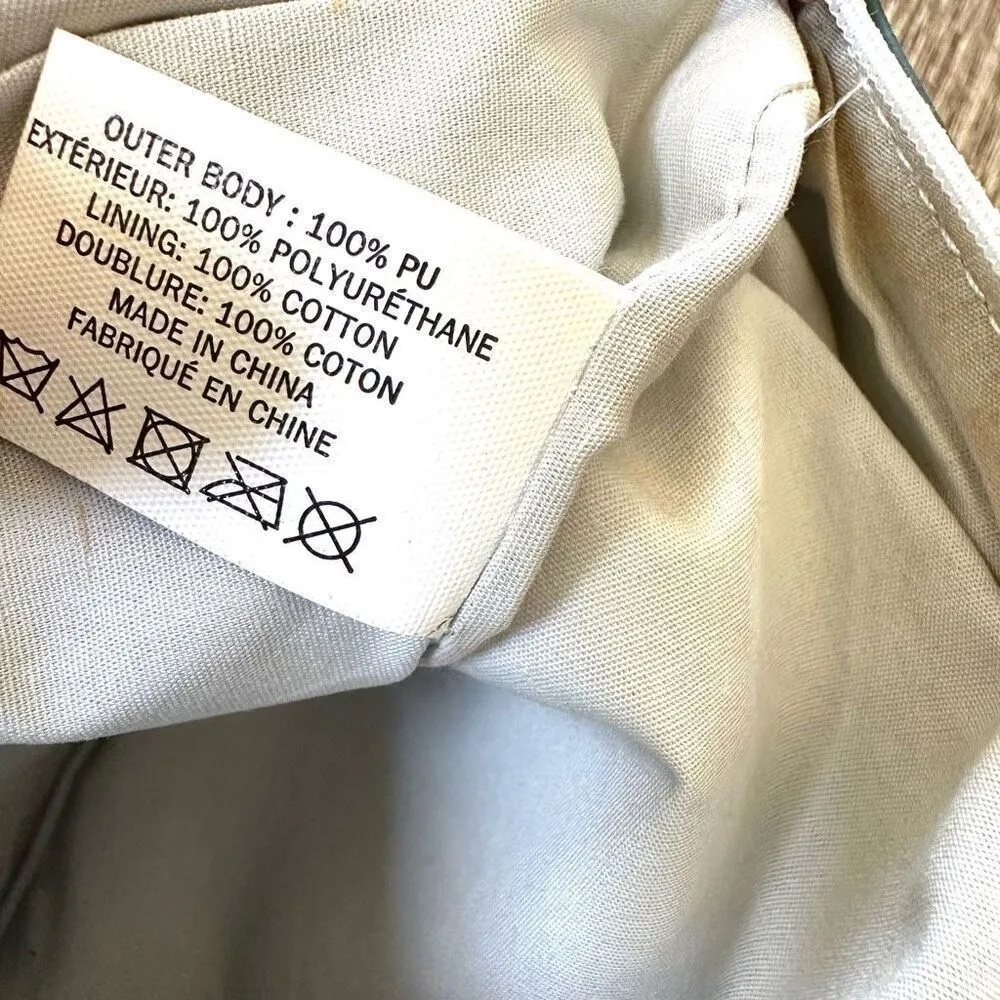 OUTER BODY : 100% PU
EXTÉRIEUR: 100% POLYURÉTHANE
LINING: 100% COTTON
DOUBLURE: 100% COTON
MADE IN CHINA
FABRIQUÉ EN CHINE